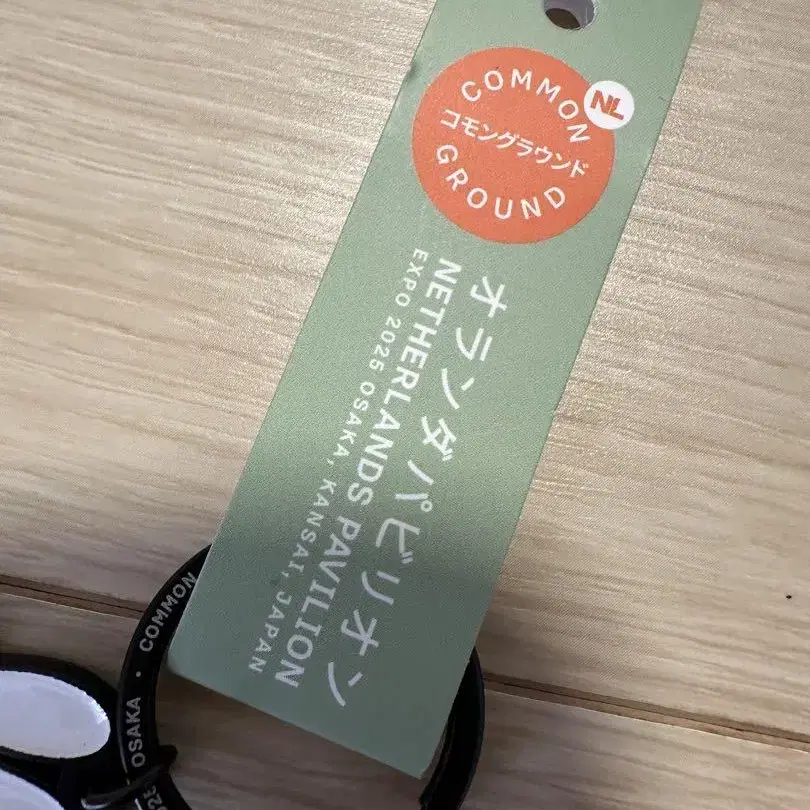 COMMON
NL
コモングラウンド
GROUND
オランダパビリオン
NETHERLANDS PAVILION
EXPO 2025 OSAKA, KANSAI, JAPAN
OSAKA • COMMON